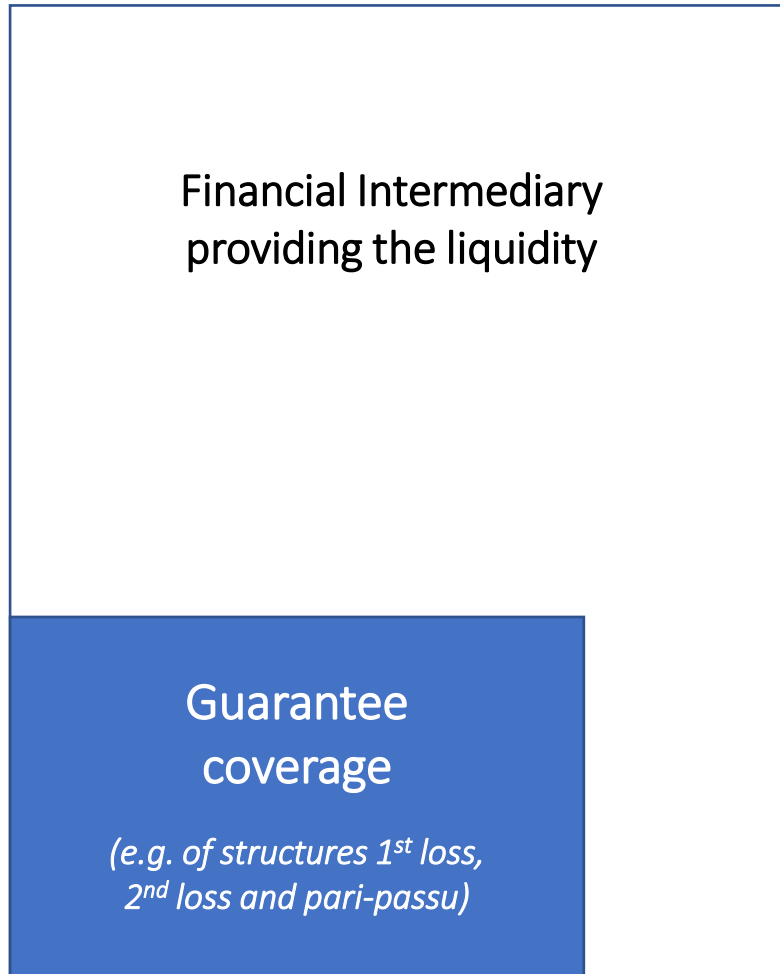 Financial Intermediary
providing the liquidity
Guarantee
coverage
(e.g. of structures 1st loss,
2nd loss and pari-passu)